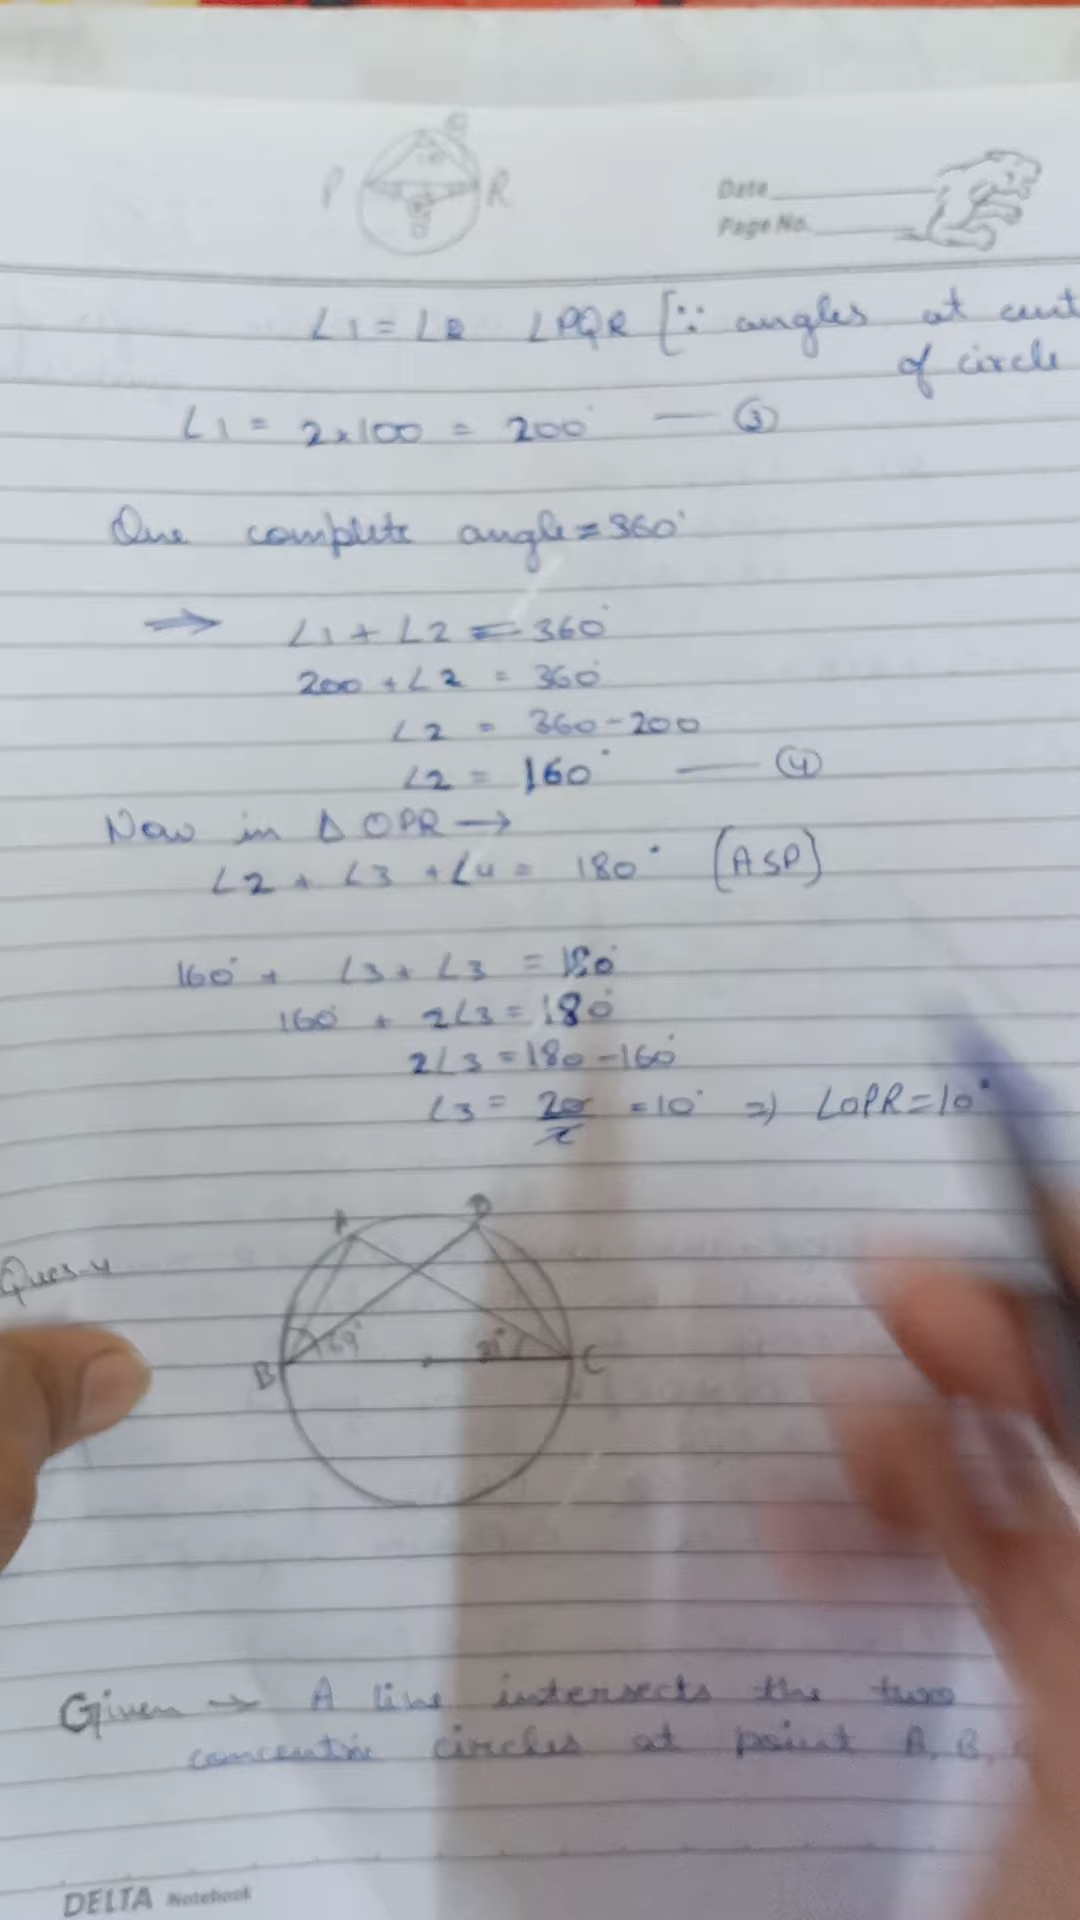 Q
P R
Date
Page No.
∠1 = ∠2 ∠PQR [∵ angles at cent
of circle
∠1 = 2×100 = 200° — ③
One complete angle = 360°
⇒ ∠1 + ∠2 = 360°
200 + ∠2 = 360°
∠2 = 360 - 200
∠2 = 160° — ④
Now in Δ OPR →
∠2 + ∠3 + ∠4 = 180° (ASP)
160° + ∠3 + ∠3 = 180°
160° + 2∠3 = 180°
2∠3 = 180 - 160°
∠3 = 20/2 = 10° ⇒ ∠OPR = 10°
A D
Ques-4
69° 31°
B C
Given → A line intersects the two
concentric circles at point A, B,
DELTA Notebook